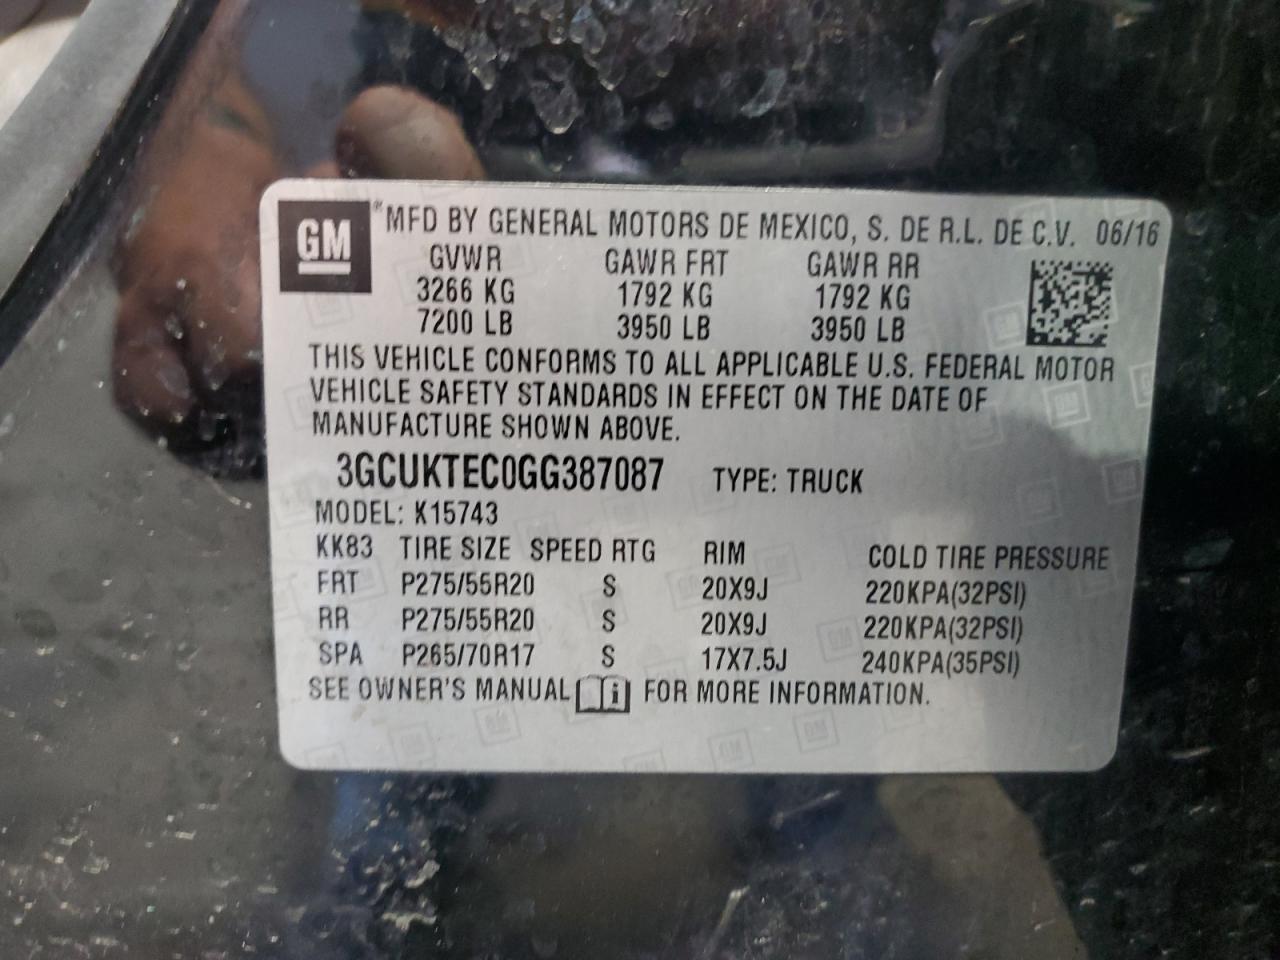 GM ® MFD BY GENERAL MOTORS DE MEXICO, S. DE R.L. DE C.V. 06/16
GVWR GAWR FRT GAWR RR
3266 KG 1792 KG 1792 KG
7200 LB 3950 LB 3950 LB
THIS VEHICLE CONFORMS TO ALL APPLICABLE U.S. FEDERAL MOTOR
VEHICLE SAFETY STANDARDS IN EFFECT ON THE DATE OF
MANUFACTURE SHOWN ABOVE.
3GCUKTEC0GG387087 TYPE: TRUCK
MODEL: K15743
KK83 TIRE SIZE SPEED RTG RIM COLD TIRE PRESSURE
FRT P275/55R20 S 20X9J 220KPA(32PSI)
RR P275/55R20 S 20X9J 220KPA(32PSI)
SPA P265/70R17 S 17X7.5J 240KPA(35PSI)
SEE OWNER'S MANUAL i FOR MORE INFORMATION.